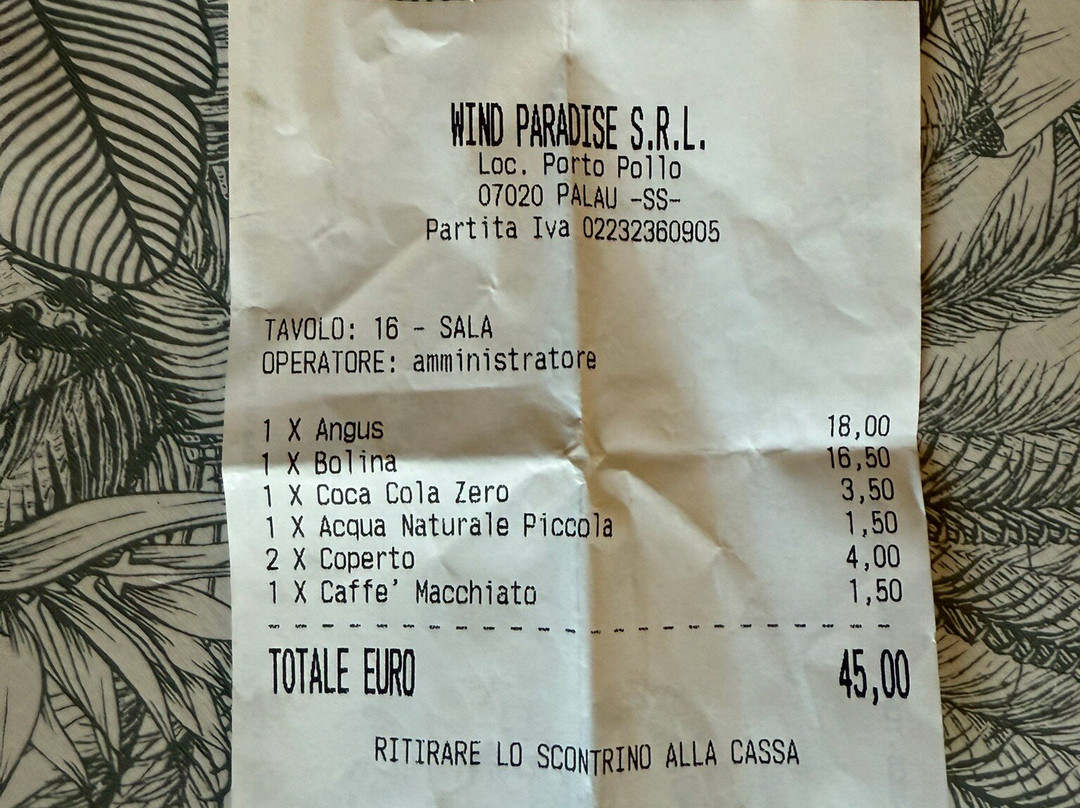 WIND PARADISE S.R.L.
Loc. Porto Pollo
07020 PALAU -SS-
Partita Iva 02232360905
TAVOLO: 16 - SALA
OPERATORE: amministratore
1 X Angus 18,00
1 X Bolina 16,50
1 X Coca Cola Zero 3,50
1 X Acqua Naturale Piccola 1,50
2 X Coperto 4,00
1 X Caffe' Macchiato 1,50
TOTALE EURO 45,00
RITIRARE LO SCONTRINO ALLA CASSA